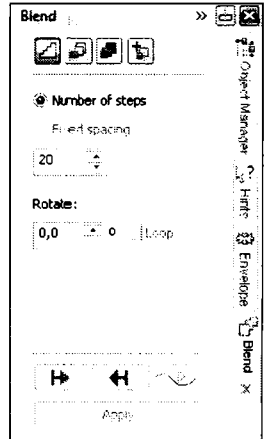 Blend »
Number of steps
Fixed spacing
20
Rotate:
0,0 o Loop
Apply
Object Manager
Hints
Envelope
Blend